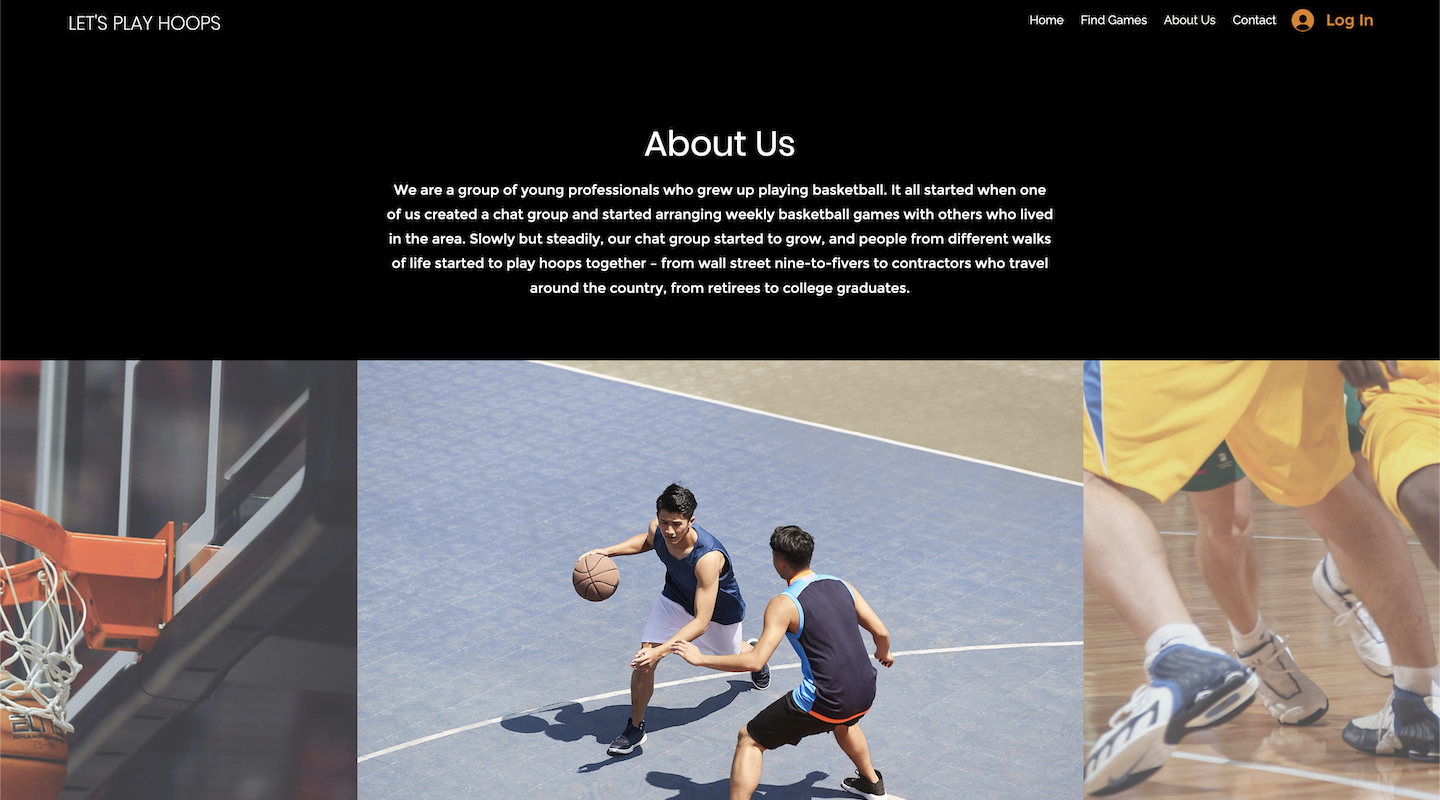 LET'S PLAY HOOPS
Home Find Games About Us Contact Log In
About Us
We are a group of young professionals who grew up playing basketball. It all started when one
of us created a chat group and started arranging weekly basketball games with others who lived
in the area. Slowly but steadily, our chat group started to grow, and people from different walks
of life started to play hoops together – from wall street nine-to-fivers to contractors who travel
around the country, from retirees to college graduates.